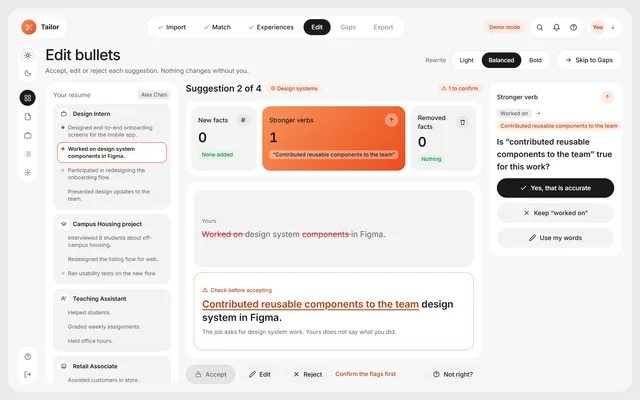 Tailor
Import
Match
Experiences
Edit
Gaps
Export
Demo mode
You
Edit bullets
Accept, edit or reject each suggestion. Nothing changes without you.
Rewrite
Light
Balanced
Bold
Skip to Gaps
Your resume
Alex Chen
Design Intern
Designed end-to-end onboarding
screens for the mobile app.
Worked on design system
components in Figma.
Participated in redesigning the
onboarding flow.
Presented design updates to the
team.
Campus Housing project
Interviewed 8 students about off-
campus housing.
Redesigned the listing flow for web.
Ran usability tests on the new flow.
Teaching Assistant
Helped students.
Graded weekly assignments.
Held office hours.
Retail Associate
Assisted customers in store.
Suggestion 2 of 4
Design systems
1 to confirm
New facts
#
0
None added
Stronger verbs
1
"Contributed reusable components to the team"
Removed
facts
0
Nothing
Yours
Worked on design system components in Figma.
Check before accepting
Contributed reusable components to the team design
system in Figma.
The job asks for design system work. Yours does not say what you did.
Accept
Edit
Reject
Confirm the flags first
Not right?
Stronger verb
Worked on
Contributed reusable components to the team
Is "contributed reusable
components to the team" true
for this work?
Yes, that is accurate
Keep "worked on"
Use my words